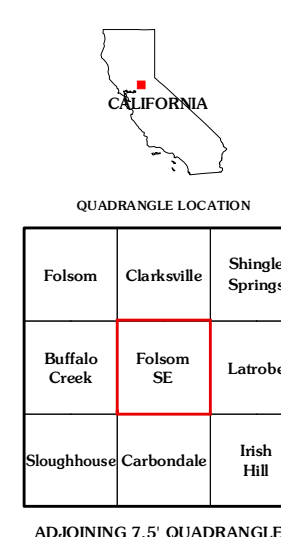 CALIFORNIA
QUADRANGLE LOCATION
Folsom Clarksville Shingle Springs
Buffalo Creek Folsom SE Latrobe
Sloughhouse Carbondale Irish Hill
ADJOINING 7.5' QUADRANGLE